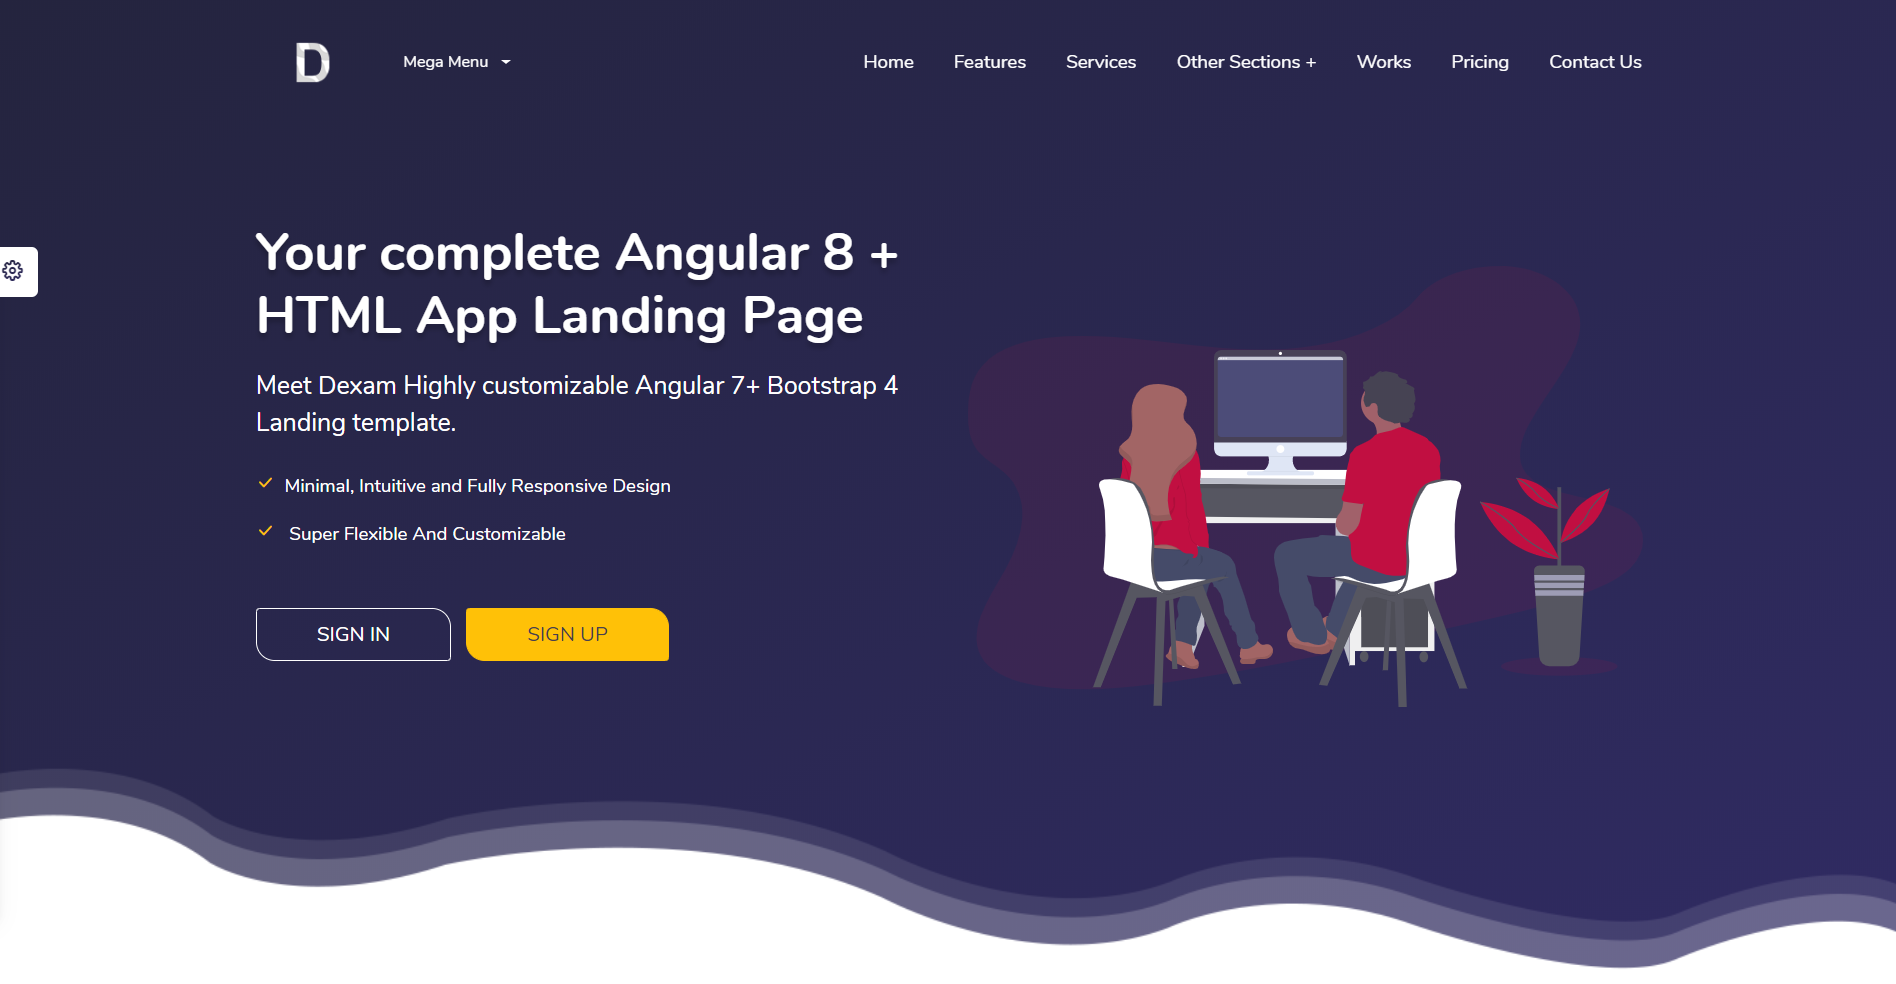 D
Mega Menu
Home Features Services Other Sections + Works Pricing Contact Us
Your complete Angular 8 +
HTML App Landing Page
Meet Dexam Highly customizable Angular 7+ Bootstrap 4
Landing template.
Minimal, Intuitive and Fully Responsive Design
Super Flexible And Customizable
SIGN IN SIGN UP